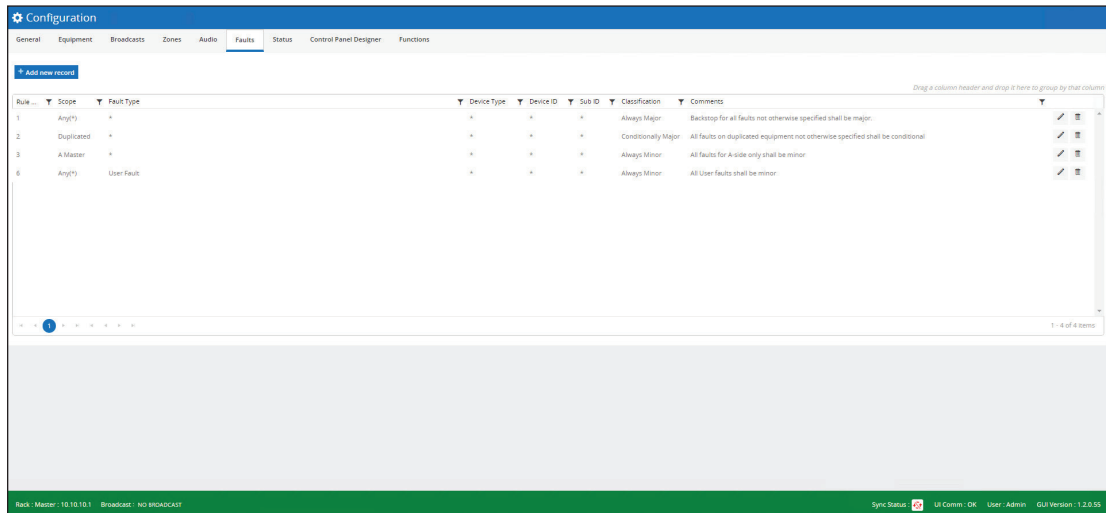 Configuration
General Equipment Broadcasts Zones Audio Faults Status Control Panel Designer Functions
+ Add new record
Drag a column header and drop it here to group by that column
Rule ... Scope Fault Type Device Type Device ID Sub ID Classification Comments
1 Any(*) * * * * Always Major Backstop for all faults not otherwise specified shall be major.
2 Duplicated * * * * Conditionally Major All faults on duplicated equipment not otherwise specified shall be conditional
3 A Master * * * * Always Minor All faults for A-side only shall be minor
6 Any(*) User Fault * * * Always Minor All User faults shall be minor
1 1 - 4 of 4 items
Rack : Master : 10.10.10.1 Broadcast : NO BROADCAST Sync Status : UI Comm : OK User : Admin GUI Version : 1.2.0.55